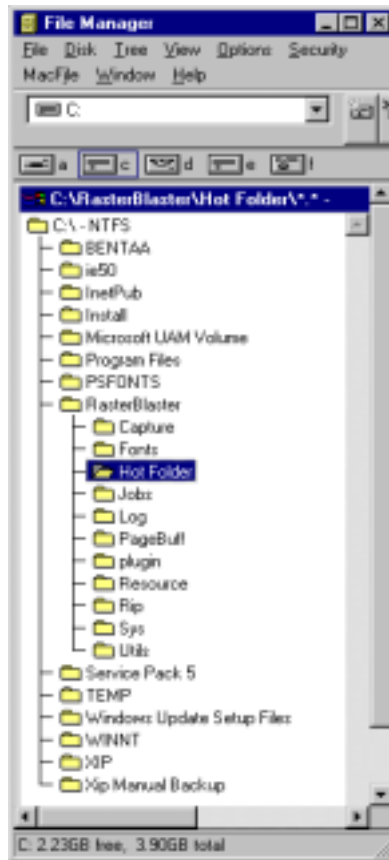 File Manager
File Disk Tree View Options Security
MacFile Window Help
C:
a c d e f
C:\RasterBlaster\Hot Folder\*.* -
C:\ - NTFS
BENTAA
ie50
InetPub
Install
Microsoft UAM Volume
Program Files
PSFONTS
RasterBlaster
Capture
Fonts
Hot Folder
Jobs
Log
PageBuff
plugin
Resource
Rip
Sys
Utils
Service Pack 5
TEMP
Windows Update Setup Files
WINNT
XIP
Xip Manual Backup
C: 2.23GB free, 3.90GB total